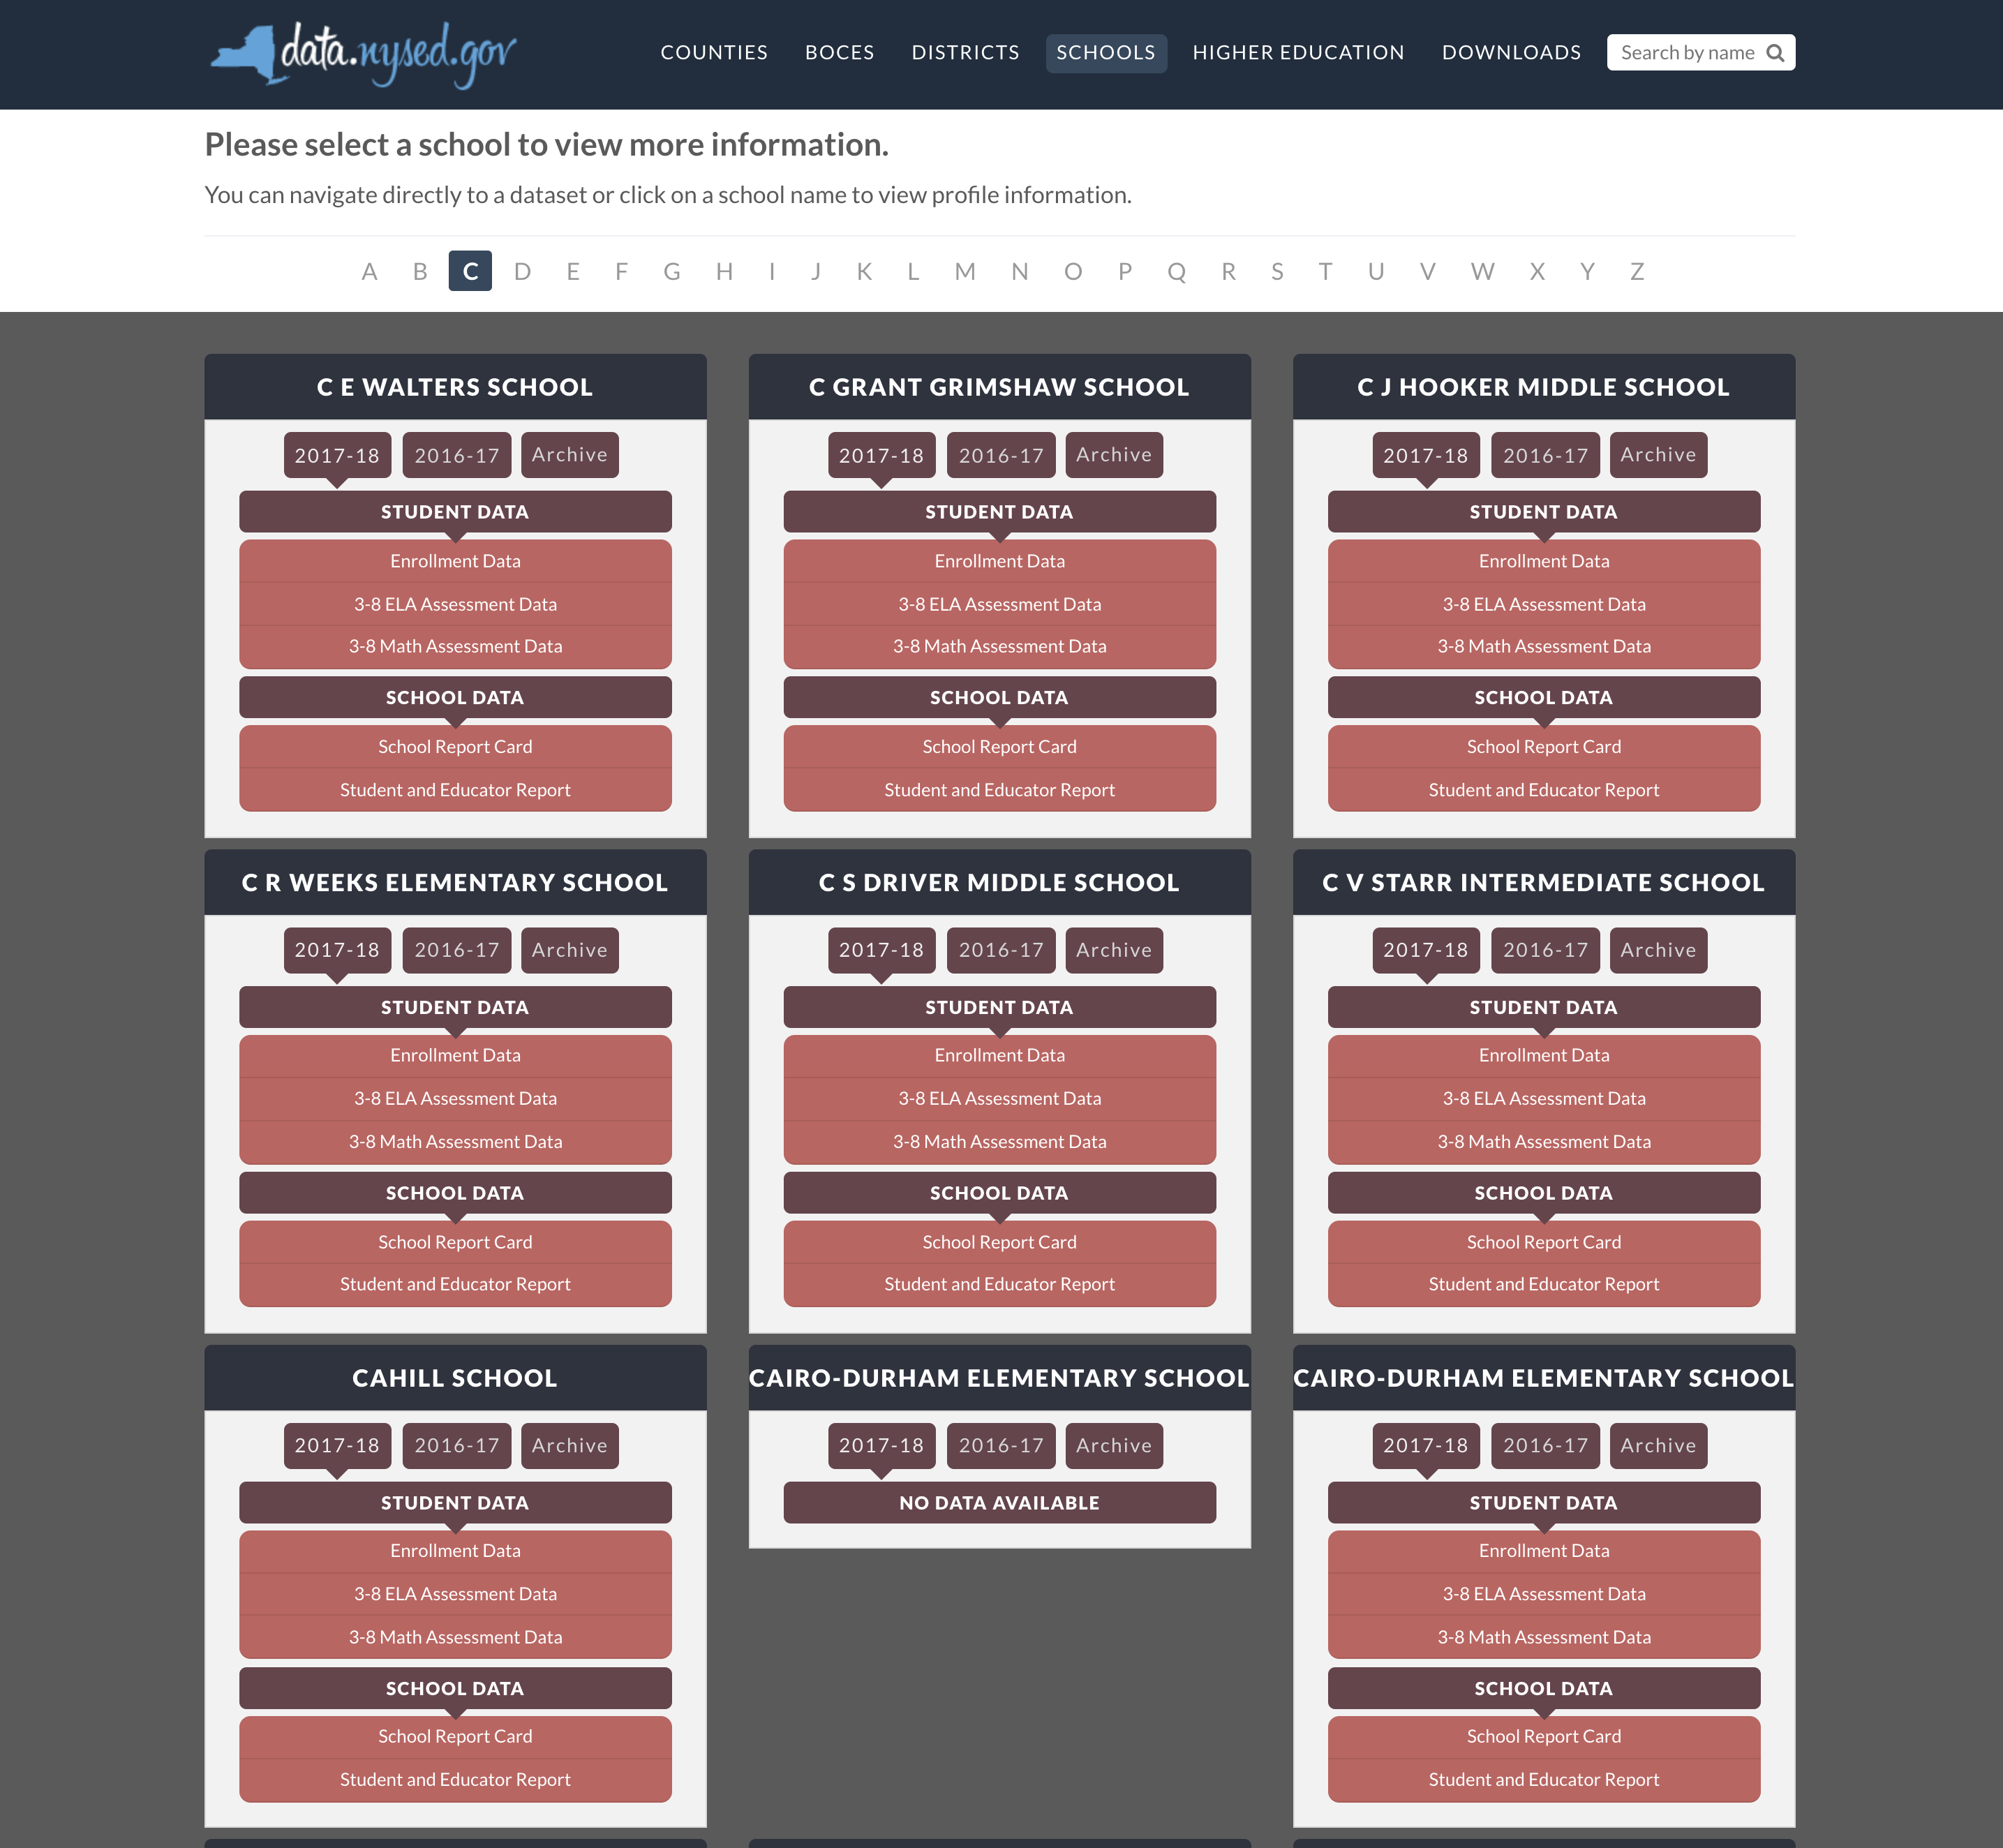 data.nysed.gov
COUNTIES BOCES DISTRICTS SCHOOLS HIGHER EDUCATION DOWNLOADS Search by name
Please select a school to view more information.
You can navigate directly to a dataset or click on a school name to view profile information.
A B C D E F G H I J K L M N O P Q R S T U V W X Y Z
C E WALTERS SCHOOL
2017-18 2016-17 Archive
STUDENT DATA
Enrollment Data
3-8 ELA Assessment Data
3-8 Math Assessment Data
SCHOOL DATA
School Report Card
Student and Educator Report
C GRANT GRIMSHAW SCHOOL
2017-18 2016-17 Archive
STUDENT DATA
Enrollment Data
3-8 ELA Assessment Data
3-8 Math Assessment Data
SCHOOL DATA
School Report Card
Student and Educator Report
C J HOOKER MIDDLE SCHOOL
2017-18 2016-17 Archive
STUDENT DATA
Enrollment Data
3-8 ELA Assessment Data
3-8 Math Assessment Data
SCHOOL DATA
School Report Card
Student and Educator Report
C R WEEKS ELEMENTARY SCHOOL
2017-18 2016-17 Archive
STUDENT DATA
Enrollment Data
3-8 ELA Assessment Data
3-8 Math Assessment Data
SCHOOL DATA
School Report Card
Student and Educator Report
C S DRIVER MIDDLE SCHOOL
2017-18 2016-17 Archive
STUDENT DATA
Enrollment Data
3-8 ELA Assessment Data
3-8 Math Assessment Data
SCHOOL DATA
School Report Card
Student and Educator Report
C V STARR INTERMEDIATE SCHOOL
2017-18 2016-17 Archive
STUDENT DATA
Enrollment Data
3-8 ELA Assessment Data
3-8 Math Assessment Data
SCHOOL DATA
School Report Card
Student and Educator Report
CAHILL SCHOOL
2017-18 2016-17 Archive
STUDENT DATA
Enrollment Data
3-8 ELA Assessment Data
3-8 Math Assessment Data
SCHOOL DATA
School Report Card
Student and Educator Report
CAIRO-DURHAM ELEMENTARY SCHOOL
2017-18 2016-17 Archive
NO DATA AVAILABLE
CAIRO-DURHAM ELEMENTARY SCHOOL
2017-18 2016-17 Archive
STUDENT DATA
Enrollment Data
3-8 ELA Assessment Data
3-8 Math Assessment Data
SCHOOL DATA
School Report Card
Student and Educator Report